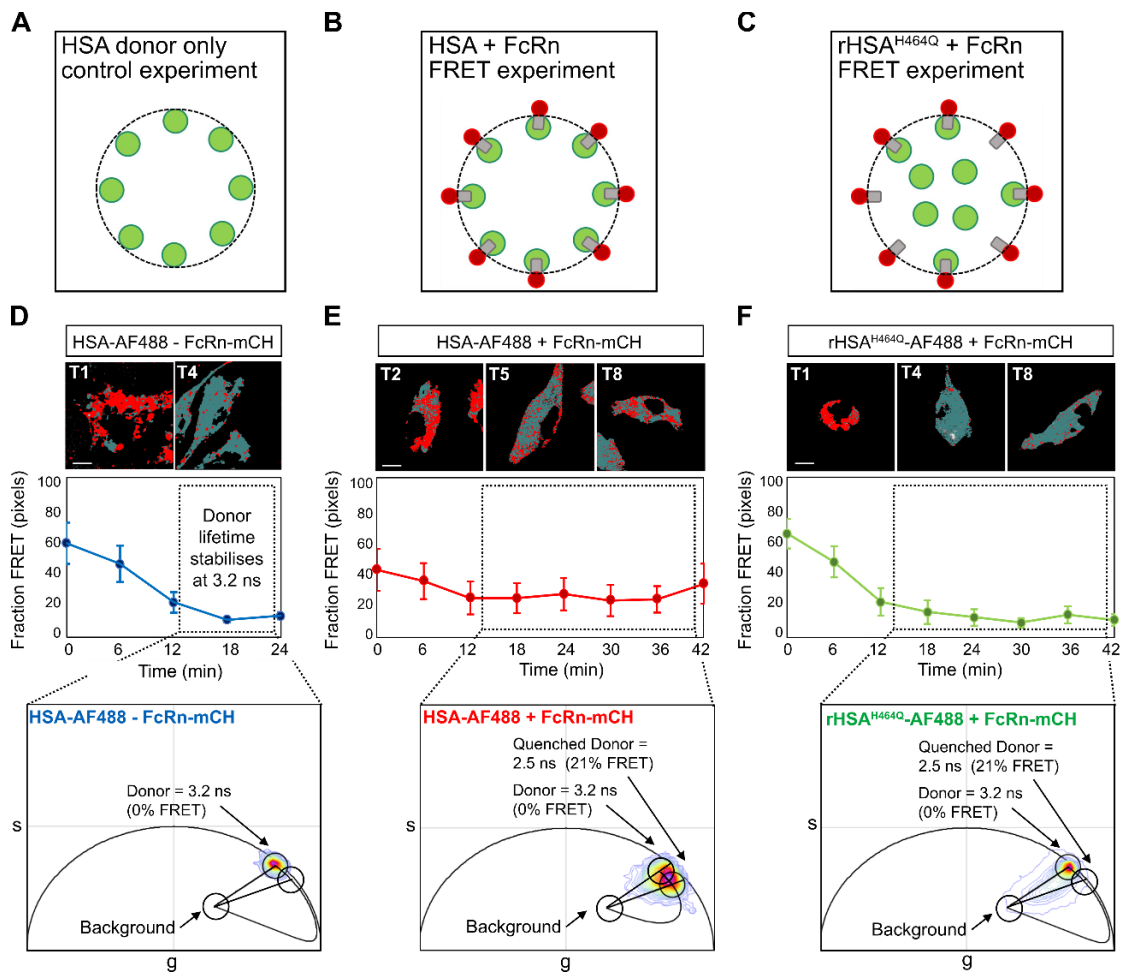 A
HSA donor only
control experiment
B
HSA + FcRn
FRET experiment
C
rHSA^H464Q + FcRn
FRET experiment
D
HSA-AF488 - FcRn-mCH
T1
T4
Fraction FRET (pixels)
100
80
60
40
20
0
Donor
lifetime
stabilises
at 3.2 ns
0 6 12 18 24
Time (min)
E
HSA-AF488 + FcRn-mCH
T2
T5
T8
Fraction FRET (pixels)
100
80
60
40
20
0
0 6 12 18 24 30 36 42
Time (min)
F
rHSA^H464Q-AF488 + FcRn-mCH
T1
T4
T8
Fraction FRET (pixels)
100
80
60
40
20
0
0 6 12 18 24 30 36 42
Time (min)
HSA-AF488 - FcRn-mCH
Donor = 3.2 ns
(0% FRET)
s
Background
g
HSA-AF488 + FcRn-mCH
Quenched Donor =
2.5 ns (21% FRET)
Donor = 3.2 ns
(0% FRET)
s
Background
g
rHSA^H464Q-AF488 + FcRn-mCH
Quenched Donor =
2.5 ns (21% FRET)
Donor = 3.2 ns
(0% FRET)
s
Background
g